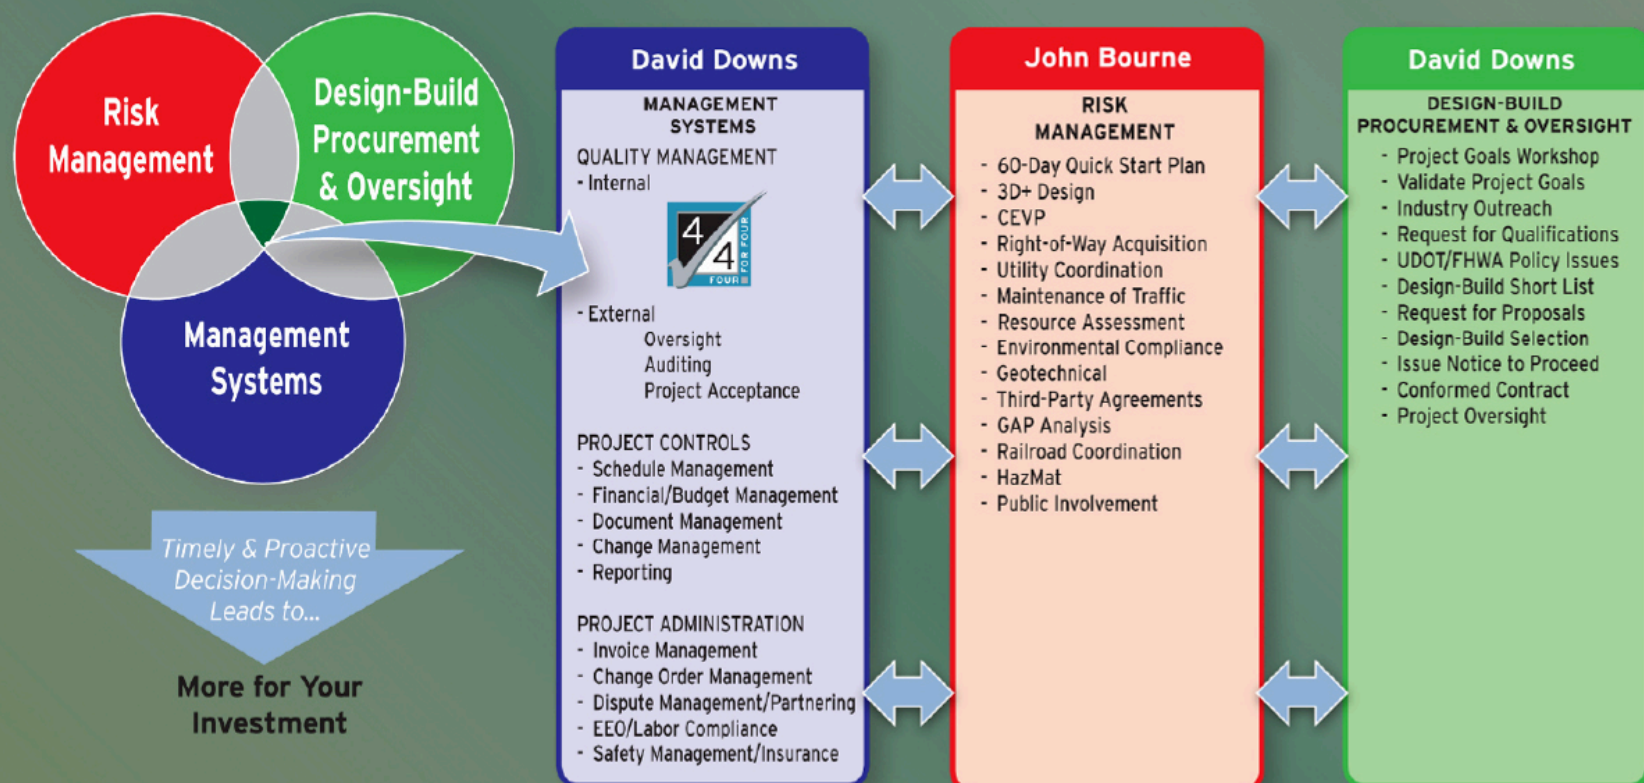 Risk
Management
Design-Build
Procurement
& Oversight
Management
Systems
Timely & Proactive
Decision-Making
Leads to...
More for Your
Investment
David Downs
MANAGEMENT
SYSTEMS
QUALITY MANAGEMENT
- Internal
4
4
FOUR FOR FOUR
- External
Oversight
Auditing
Project Acceptance
PROJECT CONTROLS
- Schedule Management
- Financial/Budget Management
- Document Management
- Change Management
- Reporting
PROJECT ADMINISTRATION
- Invoice Management
- Change Order Management
- Dispute Management/Partnering
- EEO/Labor Compliance
- Safety Management/Insurance
John Bourne
RISK
MANAGEMENT
- 60-Day Quick Start Plan
- 3D+ Design
- CEVP
- Right-of-Way Acquisition
- Utility Coordination
- Maintenance of Traffic
- Resource Assessment
- Environmental Compliance
- Geotechnical
- Third-Party Agreements
- GAP Analysis
- Railroad Coordination
- HazMat
- Public Involvement
David Downs
DESIGN-BUILD
PROCUREMENT & OVERSIGHT
- Project Goals Workshop
- Validate Project Goals
- Industry Outreach
- Request for Qualifications
- UDOT/FHWA Policy Issues
- Design-Build Short List
- Request for Proposals
- Design-Build Selection
- Issue Notice to Proceed
- Conformed Contract
- Project Oversight